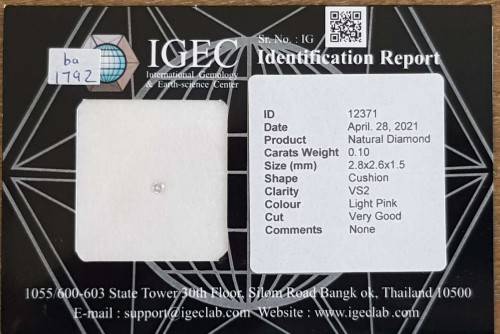 ba
1792
IGEC
International Gemology
& Earth-science Center
Sr. No. : IG
Identification Report
ID 12371
Date April. 28, 2021
Product Natural Diamond
Carats Weight 0.10
Size (mm) 2.8x2.6x1.5
Shape Cushion
Clarity VS2
Colour Light Pink
Cut Very Good
Comments None
1055/600-603 State Tower 30th Floor, Silom Road Bangk ok, Thailand 10500
E-mail : support@igeclab.com Website : www.igeclab.com